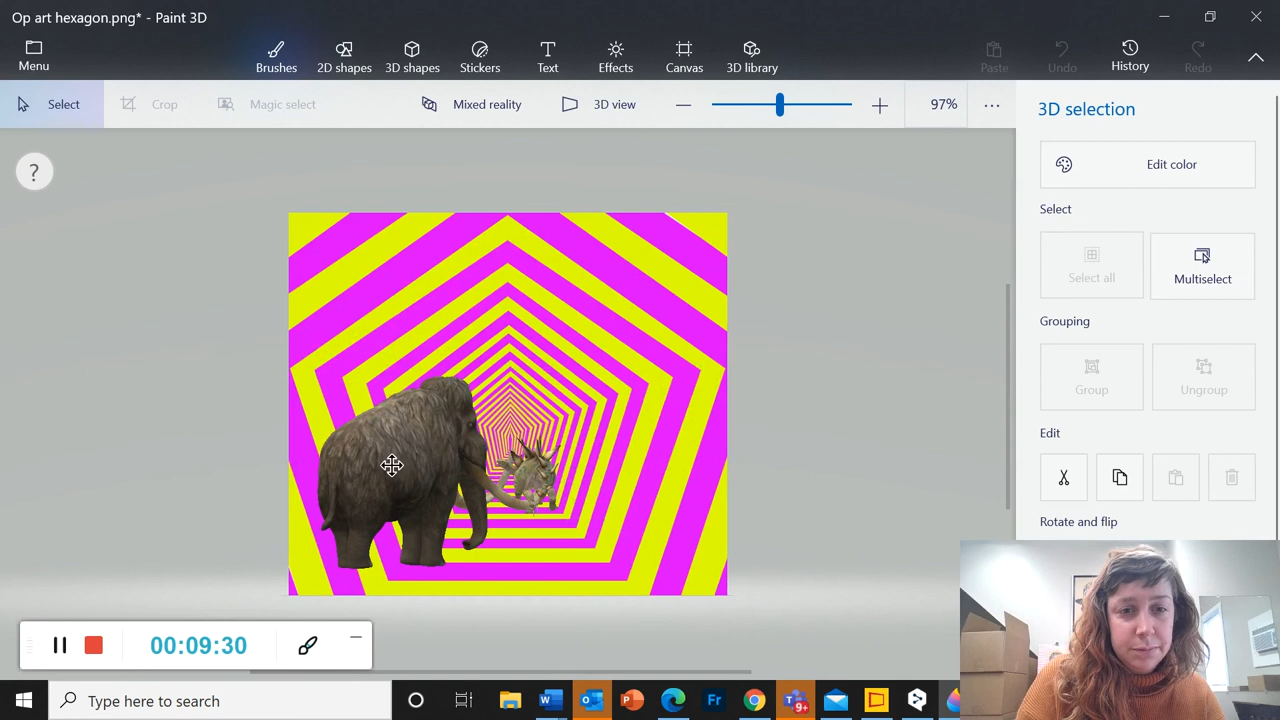 Op art hexagon.png* - Paint 3D
Menu
Brushes
2D shapes
3D shapes
Stickers
Text
Effects
Canvas
3D library
Paste
Undo
History
Redo
Select
Crop
Magic select
Mixed reality
3D view
97%
3D selection
?
Edit color
Select
Select all
Multiselect
Grouping
Group
Ungroup
Edit
Rotate and flip
00:09:30
Type here to search
W
P
Fr
9+